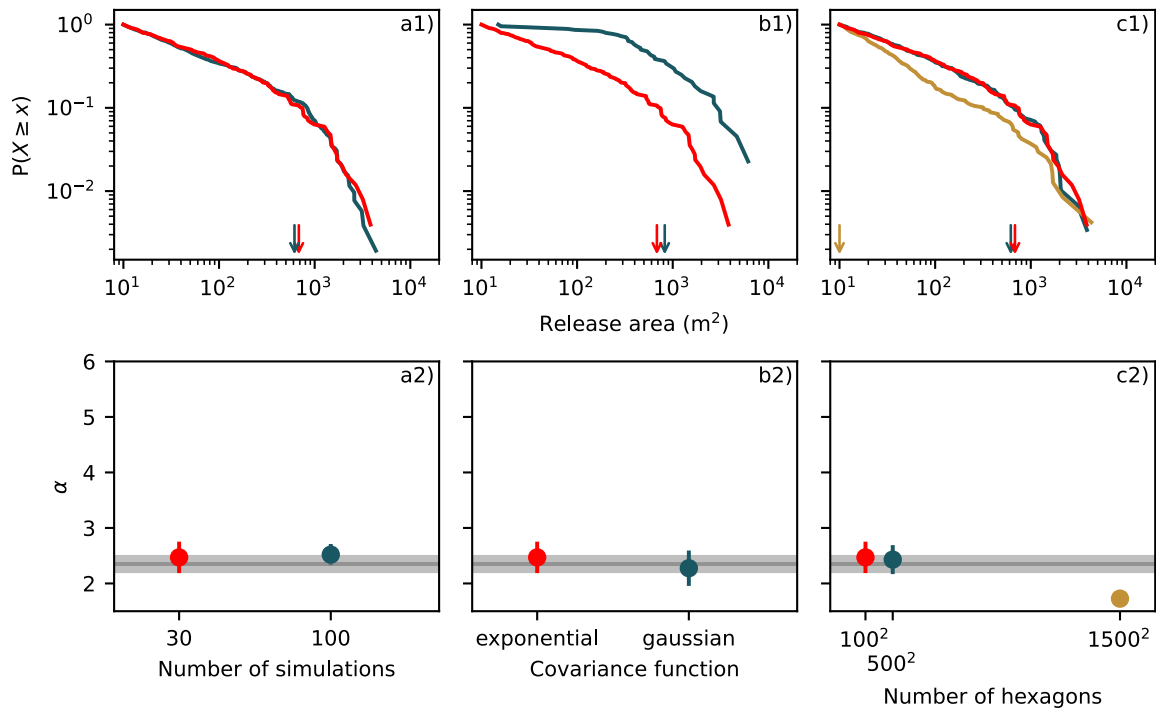 a1)
b1)
c1)
P(X ≥ x)
10⁰
10⁻¹
10⁻²
10¹ 10² 10³ 10⁴
10¹ 10² 10³ 10⁴
10¹ 10² 10³ 10⁴
Release area (m²)
a2)
b2)
c2)
α
6
5
4
3
2
30 100
Number of simulations
exponential gaussian
Covariance function
100² 1500²
500²
Number of hexagons